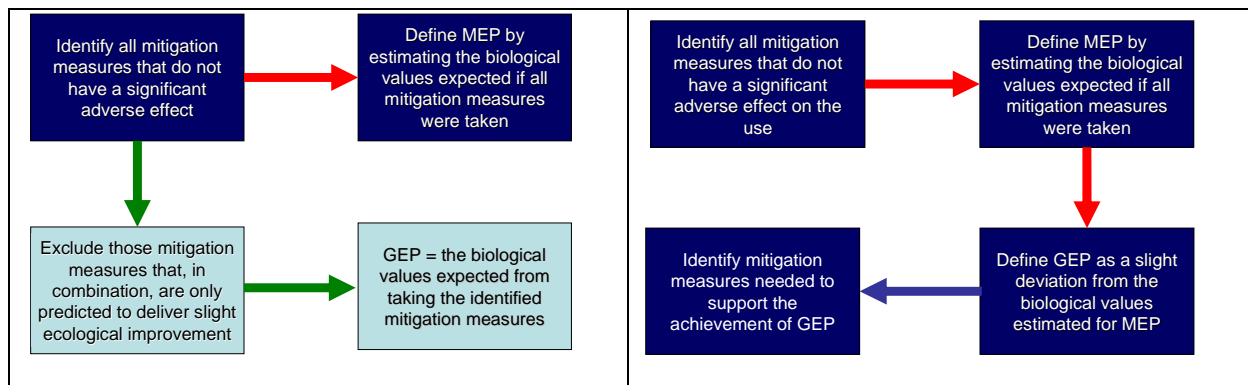 Identify all mitigation
measures that do not
have a significant
adverse effect
Define MEP by
estimating the biological
values expected if all
mitigation measures
were taken
Exclude those mitigation
measures that, in
combination, are only
predicted to deliver slight
ecological improvement
GEP = the biological
values expected from
taking the identified
mitigation measures
Identify all mitigation
measures that do not
have a significant
adverse effect on the
use
Define MEP by
estimating the biological
values expected if all
mitigation measures
were taken
Identify mitigation
measures needed to
support the
achievement of GEP
Define GEP as a slight
deviation from the
biological values
estimated for MEP